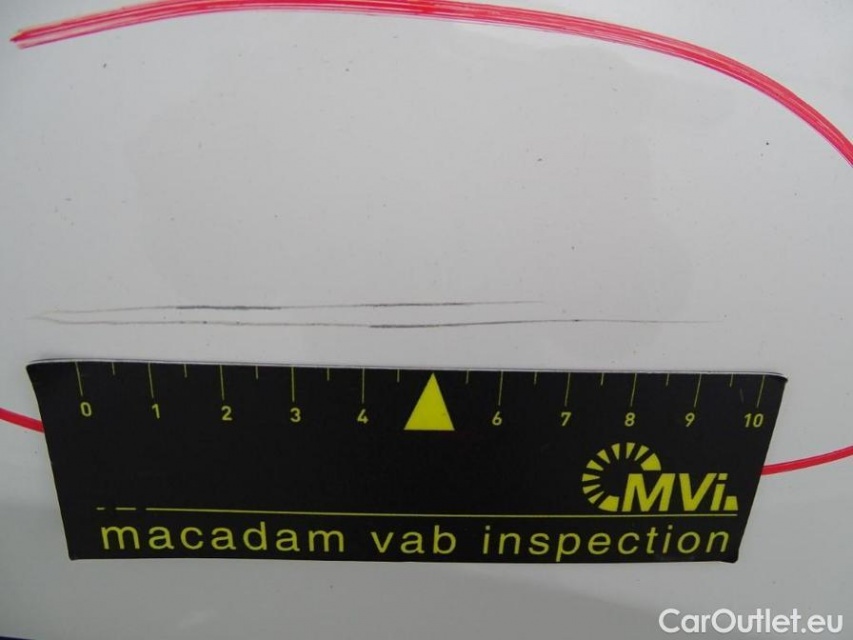 0 1 2 3 4 6 7 8 9 10
MVi.
macadam vab inspection
CarOutlet.eu